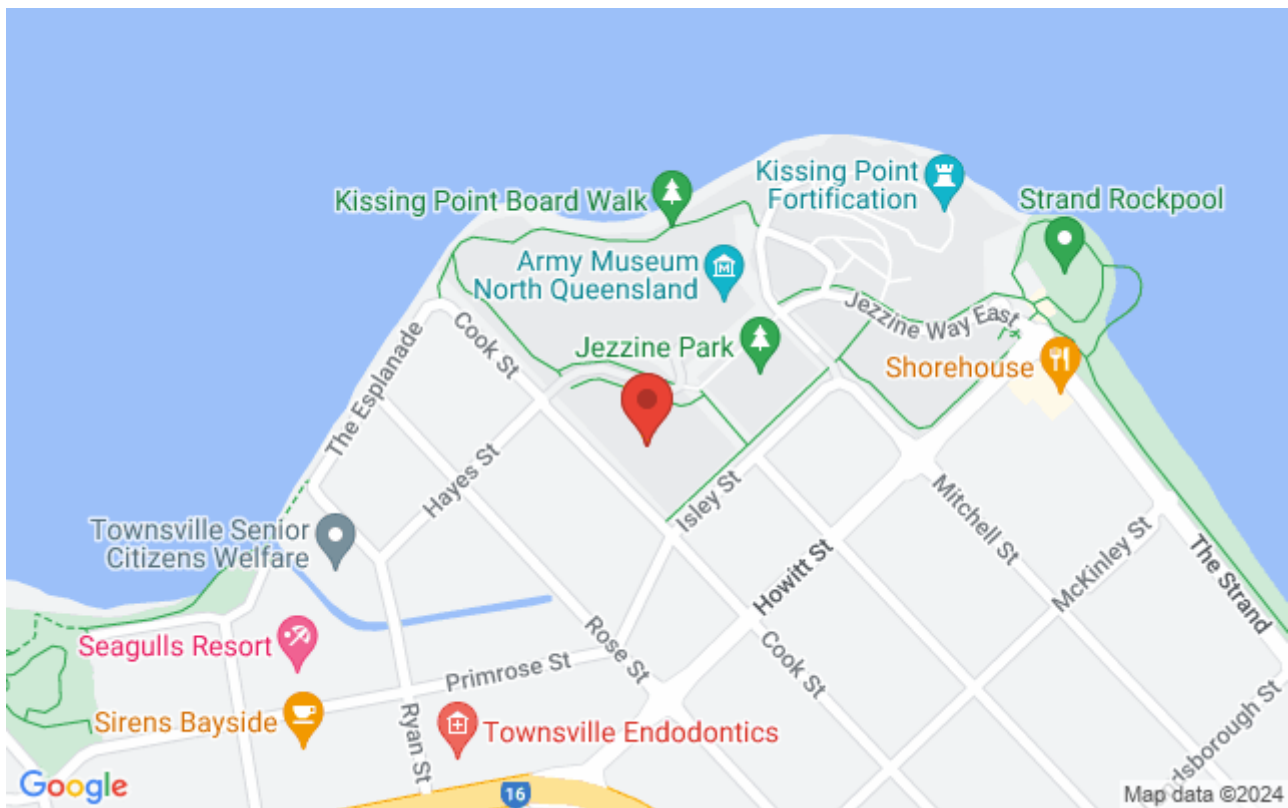 Kissing Point
Fortification
Kissing Point Board Walk
Strand Rockpool
Army Museum
North Queensland
Jezzine Way East
Jezzine Park
Shorehouse
Cook St
The Esplanade
Hayes St
Isley St
Mitchell St
McKinley St
The Strand
Townsville Senior
Citizens Welfare
Howitt St
Seagulls Resort
Rose St
Cook St
Primrose St
Sirens Bayside
Ryan St
Townsville Endodontics
dsborough St
16
Google
Map data ©2024